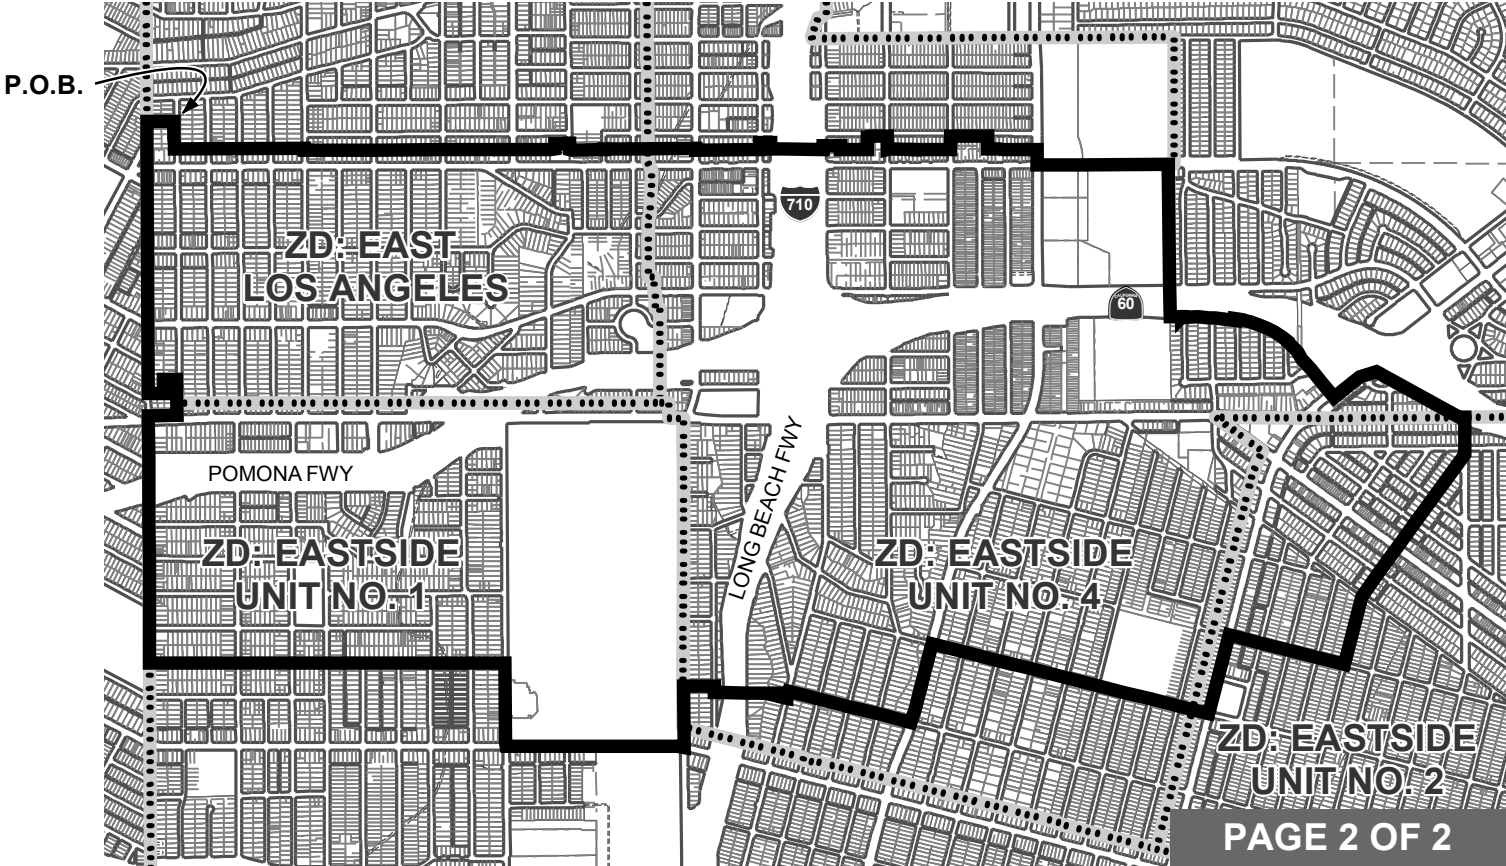 P.O.B.
710
ZD: EAST
LOS ANGELES
CALIFORNIA
60
POMONA FWY
LONG BEACH FWY
ZD: EASTSIDE
UNIT NO. 1
ZD: EASTSIDE
UNIT NO. 4
ZD: EASTSIDE
UNIT NO. 2
PAGE 2 OF 2